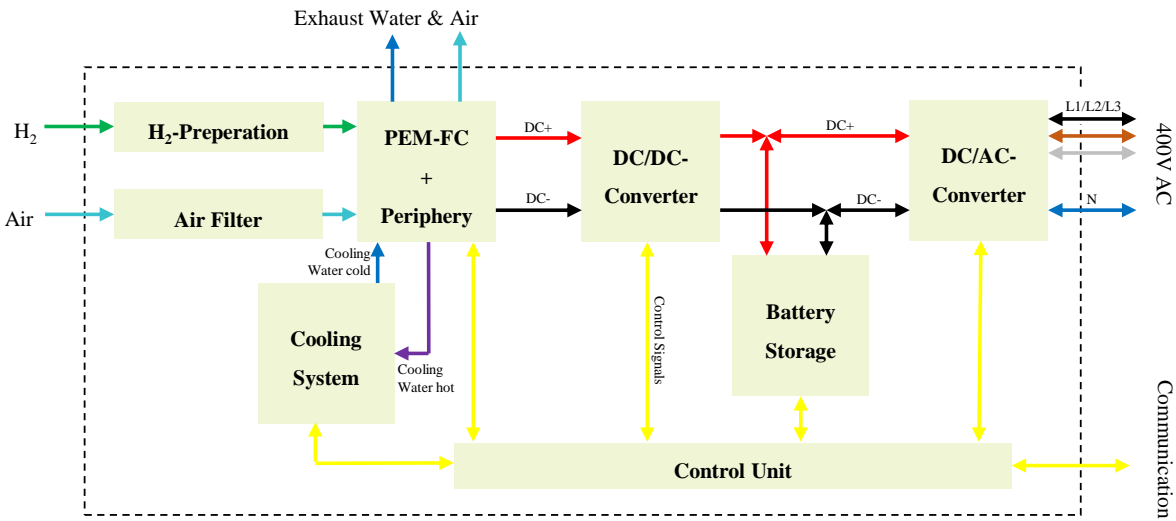 Exhaust Water & Air
H₂
H₂-Preperation
PEM-FC
+
Periphery
DC+
DC/DC-
Converter
DC+
DC/AC-
Converter
L1/L2/L3
400V AC
Air
Air Filter
DC-
DC-
N
Cooling
Water cold
Cooling
System
Cooling
Water hot
Control Signals
Battery
Storage
Control Unit
Communication